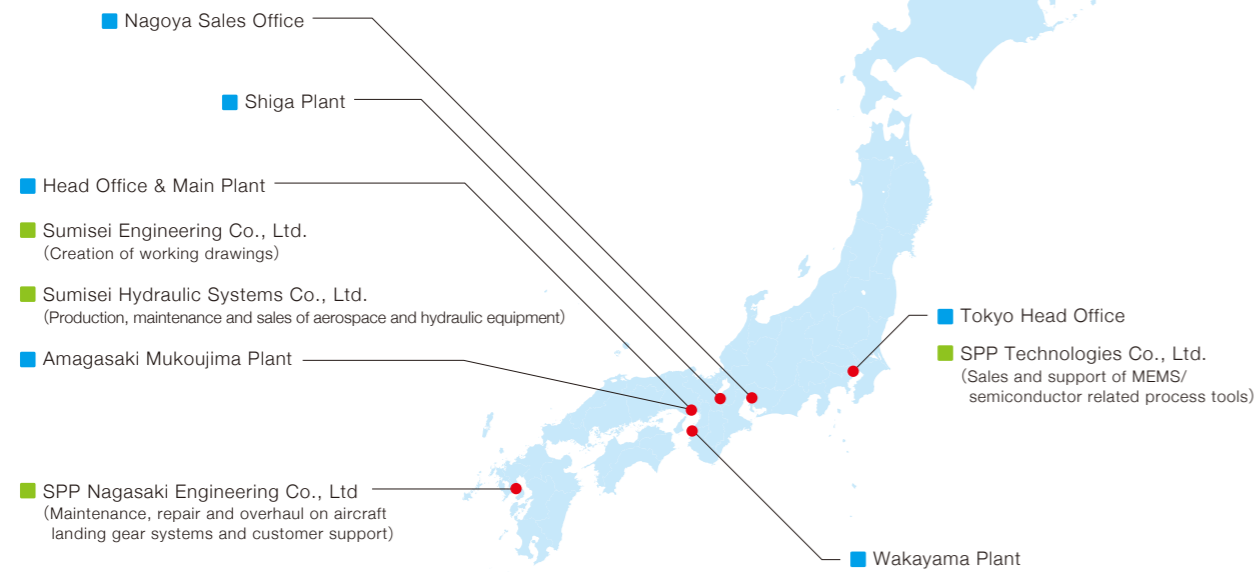 Nagoya Sales Office
Shiga Plant
Head Office & Main Plant
Sumisei Engineering Co., Ltd.
(Creation of working drawings)
Sumisei Hydraulic Systems Co., Ltd.
(Production, maintenance and sales of aerospace and hydraulic equipment)
Amagasaki Mukoujima Plant
SPP Nagasaki Engineering Co., Ltd
(Maintenance, repair and overhaul on aircraft
landing gear systems and customer support)
Tokyo Head Office
SPP Technologies Co., Ltd.
(Sales and support of MEMS/
semiconductor related process tools)
Wakayama Plant